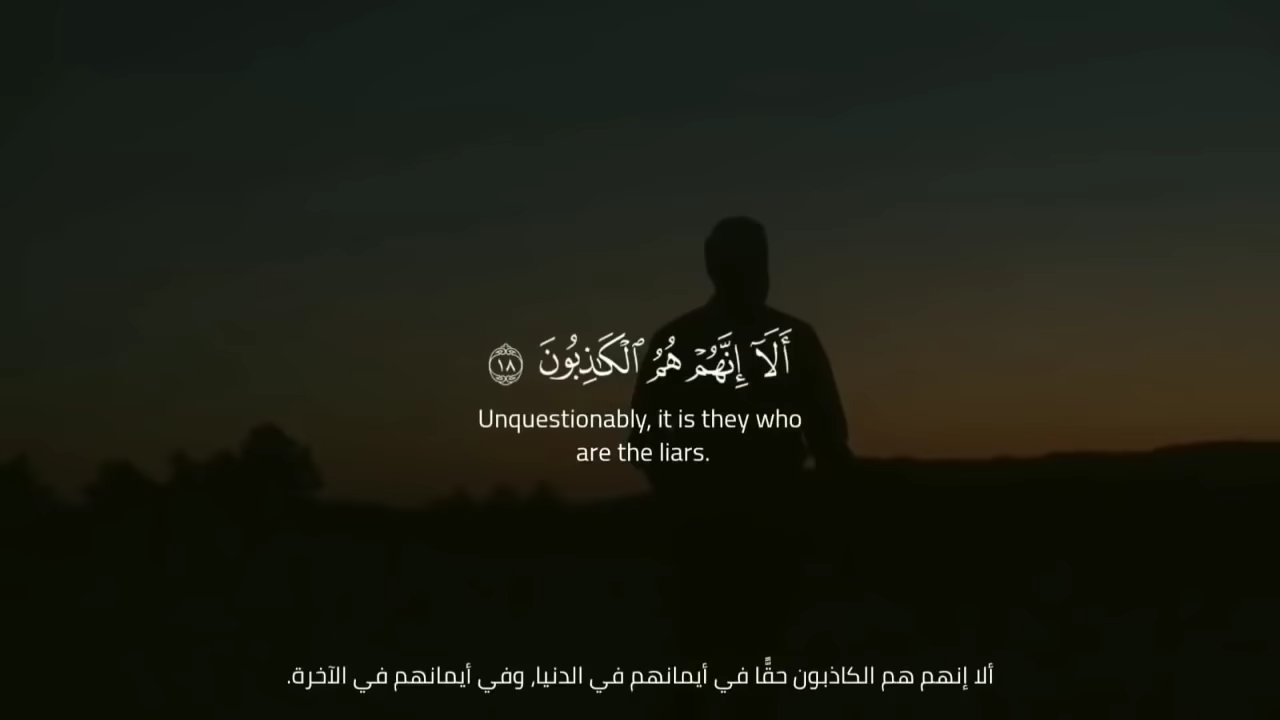 أَلَآ إِنَّهُمۡ هُمُ ٱلۡكَـٰذِبُونَ ١٨
Unquestionably, it is they who
are the liars.
ألا إنهم هم الكاذبون حقًّا في أيمانهم في الدنيا, وفي أيمانهم في الآخرة.